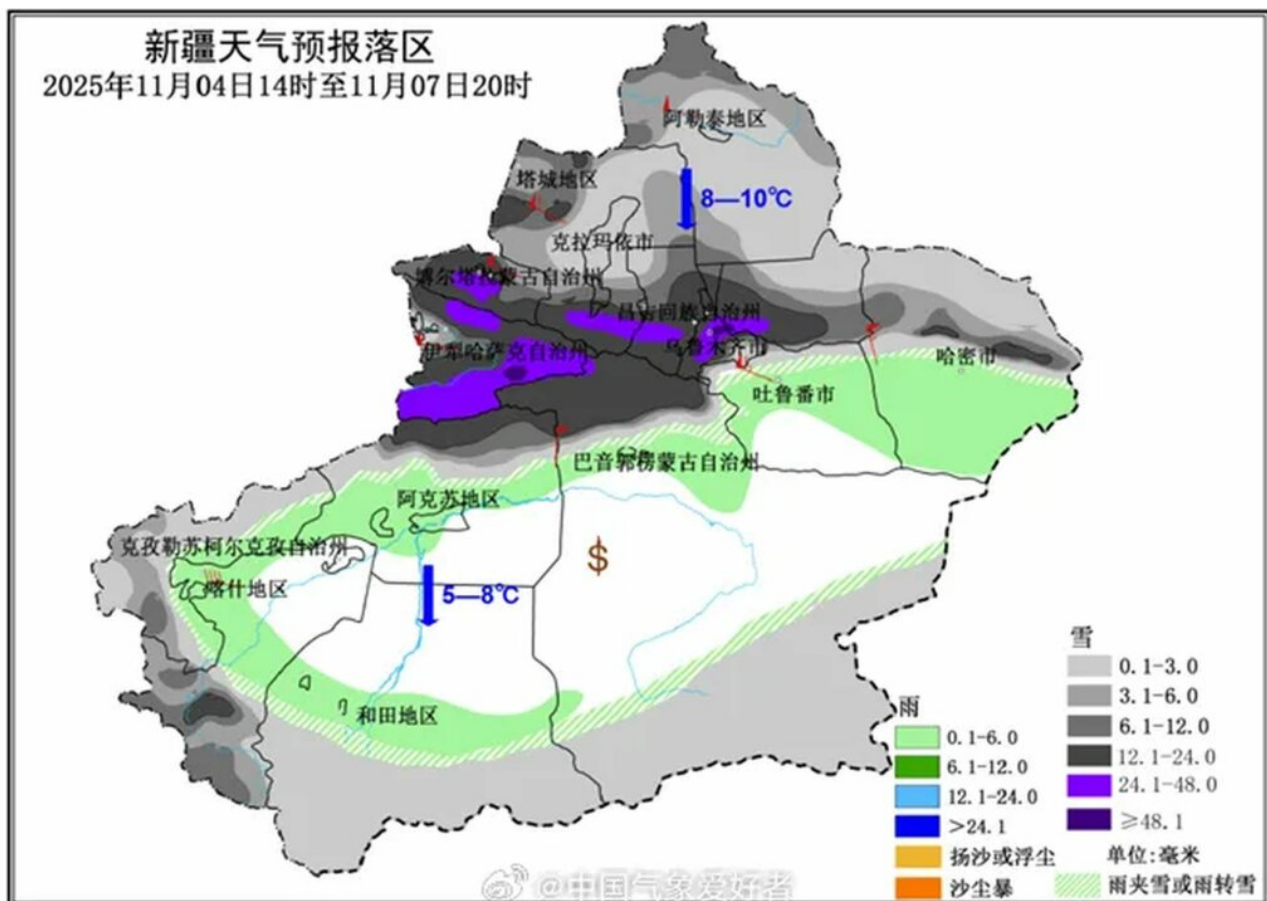 新疆天气预报落区
2025年11月04日14时至11月07日20时
阿勒泰地区
塔城地区
8—10℃
克拉玛依市
博尔塔拉蒙古自治州
昌吉回族自治州
乌鲁木齐市
伊犁哈萨克自治州
哈密市
吐鲁番市
巴音郭楞蒙古自治州
阿克苏地区
克孜勒苏柯尔克孜自治州
喀什地区
5—8℃
和田地区
雨
0.1-6.0
6.1-12.0
12.1-24.0
>24.1
扬沙或浮尘
沙尘暴
雪
0.1-3.0
3.1-6.0
6.1-12.0
12.1-24.0
24.1-48.0
≥48.1
单位:毫米
雨夹雪或雨转雪
@中国气象爱好者